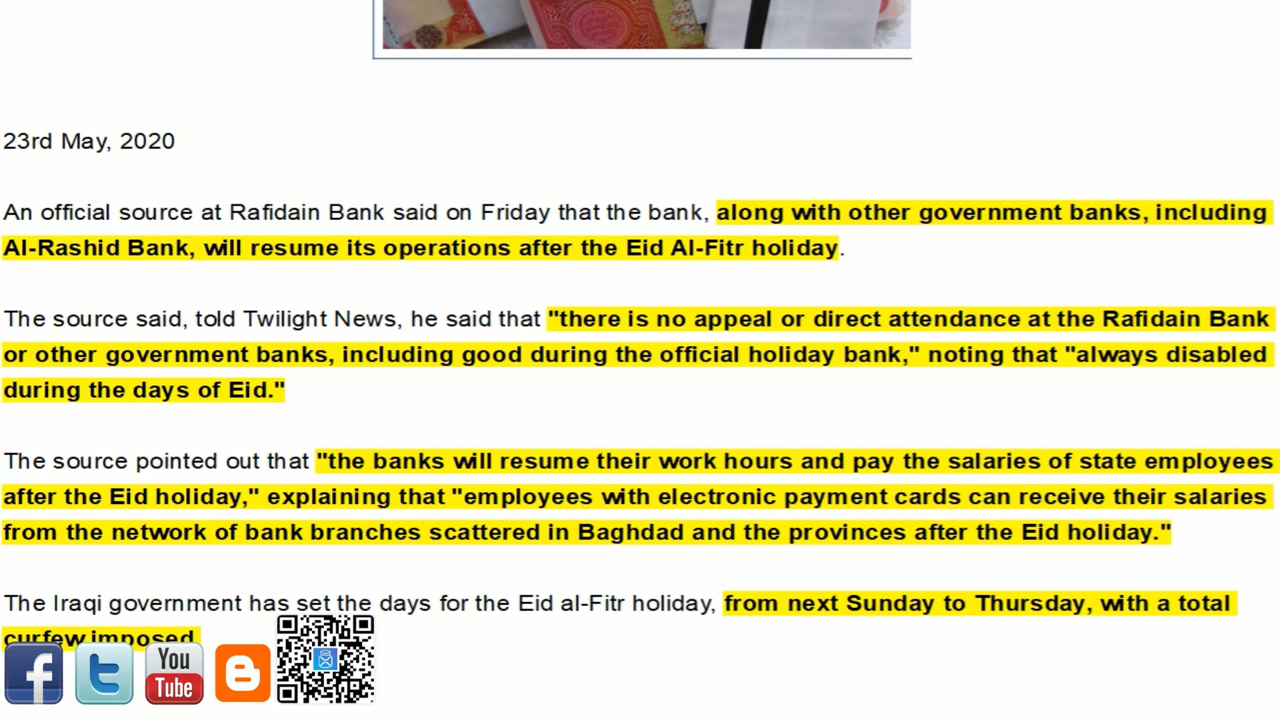 23rd May, 2020
An official source at Rafidain Bank said on Friday that the bank, along with other government banks, including
Al-Rashid Bank, will resume its operations after the Eid Al-Fitr holiday.
The source said, told Twilight News, he said that "there is no appeal or direct attendance at the Rafidain Bank
or other government banks, including good during the official holiday bank," noting that "always disabled
during the days of Eid."
The source pointed out that "the banks will resume their work hours and pay the salaries of state employees
after the Eid holiday," explaining that "employees with electronic payment cards can receive their salaries
from the network of bank branches scattered in Baghdad and the provinces after the Eid holiday."
The Iraqi government has set the days for the Eid al-Fitr holiday, from next Sunday to Thursday, with a total
curfew imposed.
You
Tube